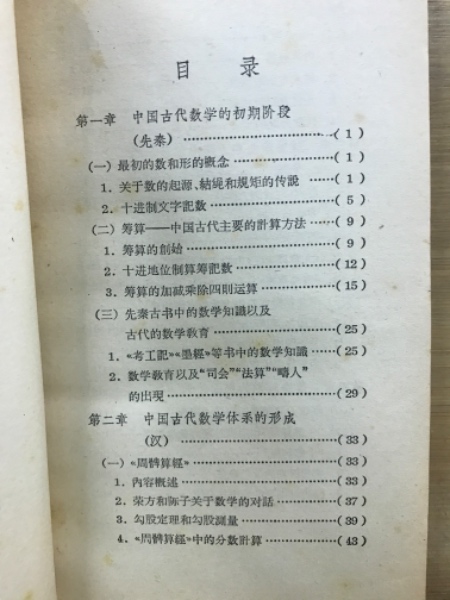 目 录
第一章 中国古代数学的初期阶段
(先秦) ……………………(1)
(一) 最初的数和形的概念 ……………(1)
1. 关于数的起源、結繩和規矩的传說 ……(1)
2. 十进制文字記数 ……………………(5)
(二) 筹算——中国古代主要的計算方法 ……(9)
1. 筹算的創始 …………………………(9)
2. 十进地位制算筹記数 ………………(12)
3. 筹算的加减乘除四則运算 …………(15)
(三) 先秦古书中的数学知識以及
古代的数学教育 …………………(25)
1. «考工記»«墨經»等书中的数学知識 ……(25)
2. 数学教育以及“司会”“法算”“疇人”
的出現 ………………………………(29)
第二章 中国古代数学体系的形成
(汉) ……………………………(33)
(一) «周髀算經» ………………………(33)
1. 內容概述 ……………………………(33)
2. 荣方和陈子关于数学的对話 ………(37)
3. 勾股定理和勾股測量 ………………(39)
4. «周髀算經»中的分数計算 …………(43)